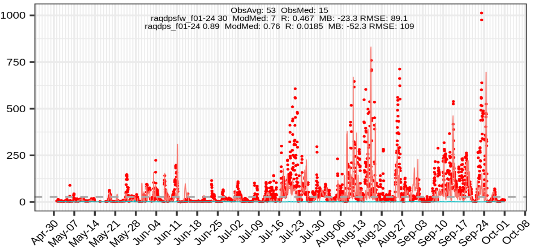 ObsAvg: 53 ObsMed: 15
raqdpsfw_f01-24 30 ModMed: 7 R: 0.467 MB: -23.3 RMSE: 89.1
raqdps_f01-24 0.89 ModMed: 0.76 R: 0.0185 MB: -52.3 RMSE: 109
1000
750
500
250
0
Apr-30 May-07 May-14 May-21 May-28 Jun-04 Jun-11 Jun-18 Jun-25 Jul-02 Jul-09 Jul-16 Jul-23 Jul-30 Aug-06 Aug-13 Aug-20 Aug-27 Sep-03 Sep-10 Sep-17 Sep-24 Oct-01 Oct-08